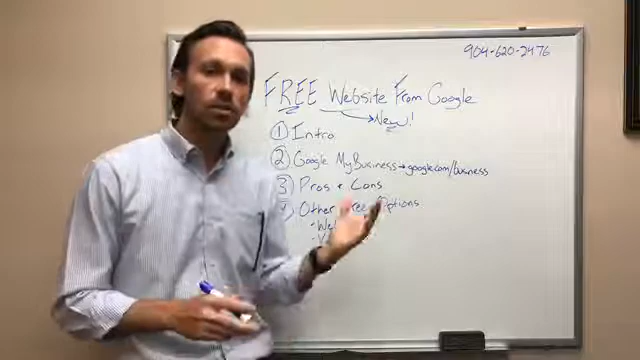 904-620-2476
FREE Website From Google
New!
① Intro
② Google MyBusiness → google.com/business
③ Pros & Cons
Other Free Options